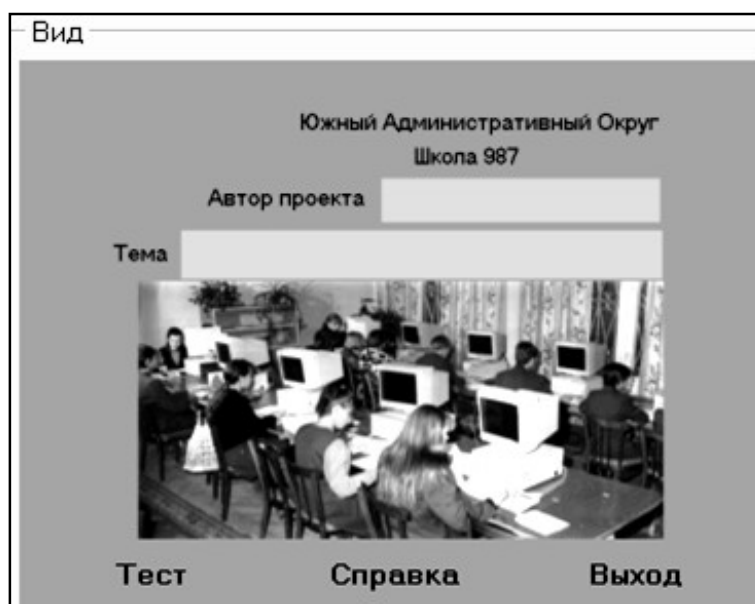 Вид
Южный Административный Округ
Школа 987
Автор проекта
Тема
Тест Справка Выход